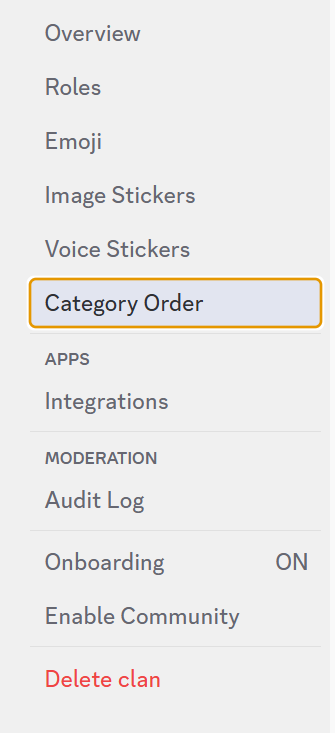 Overview
Roles
Emoji
Image Stickers
Voice Stickers
Category Order
APPS
Integrations
MODERATION
Audit Log
Onboarding ON
Enable Community
Delete clan